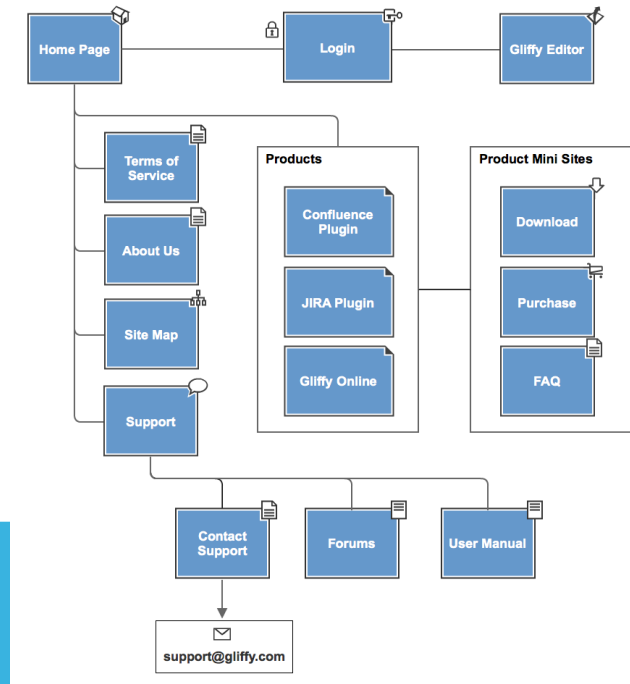 Home Page
Login
Gliffy Editor
Terms of
Service
About Us
Site Map
Support
Products
Confluence
Plugin
JIRA Plugin
Gliffy Online
Product Mini Sites
Download
Purchase
FAQ
Contact
Support
Forums
User Manual
support@gliffy.com